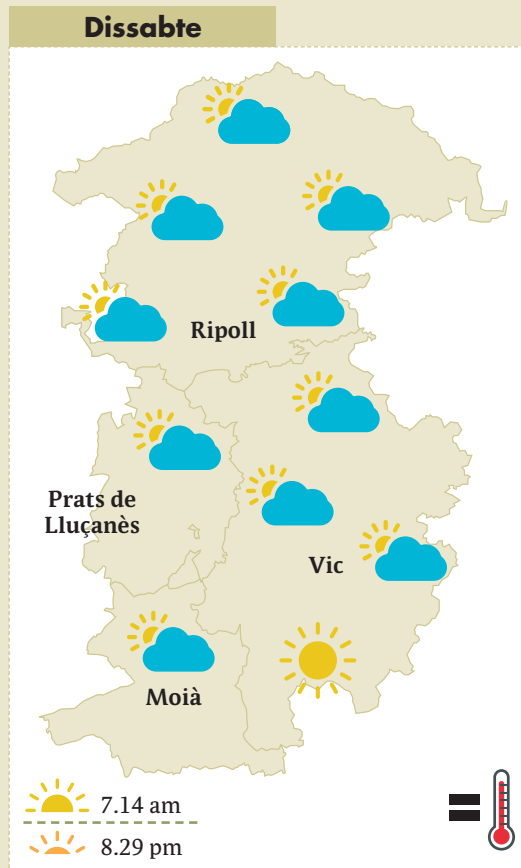 Dissabte
Ripoll
Prats de
Lluçanès
Vic
Moià
7.14 am
8.29 pm